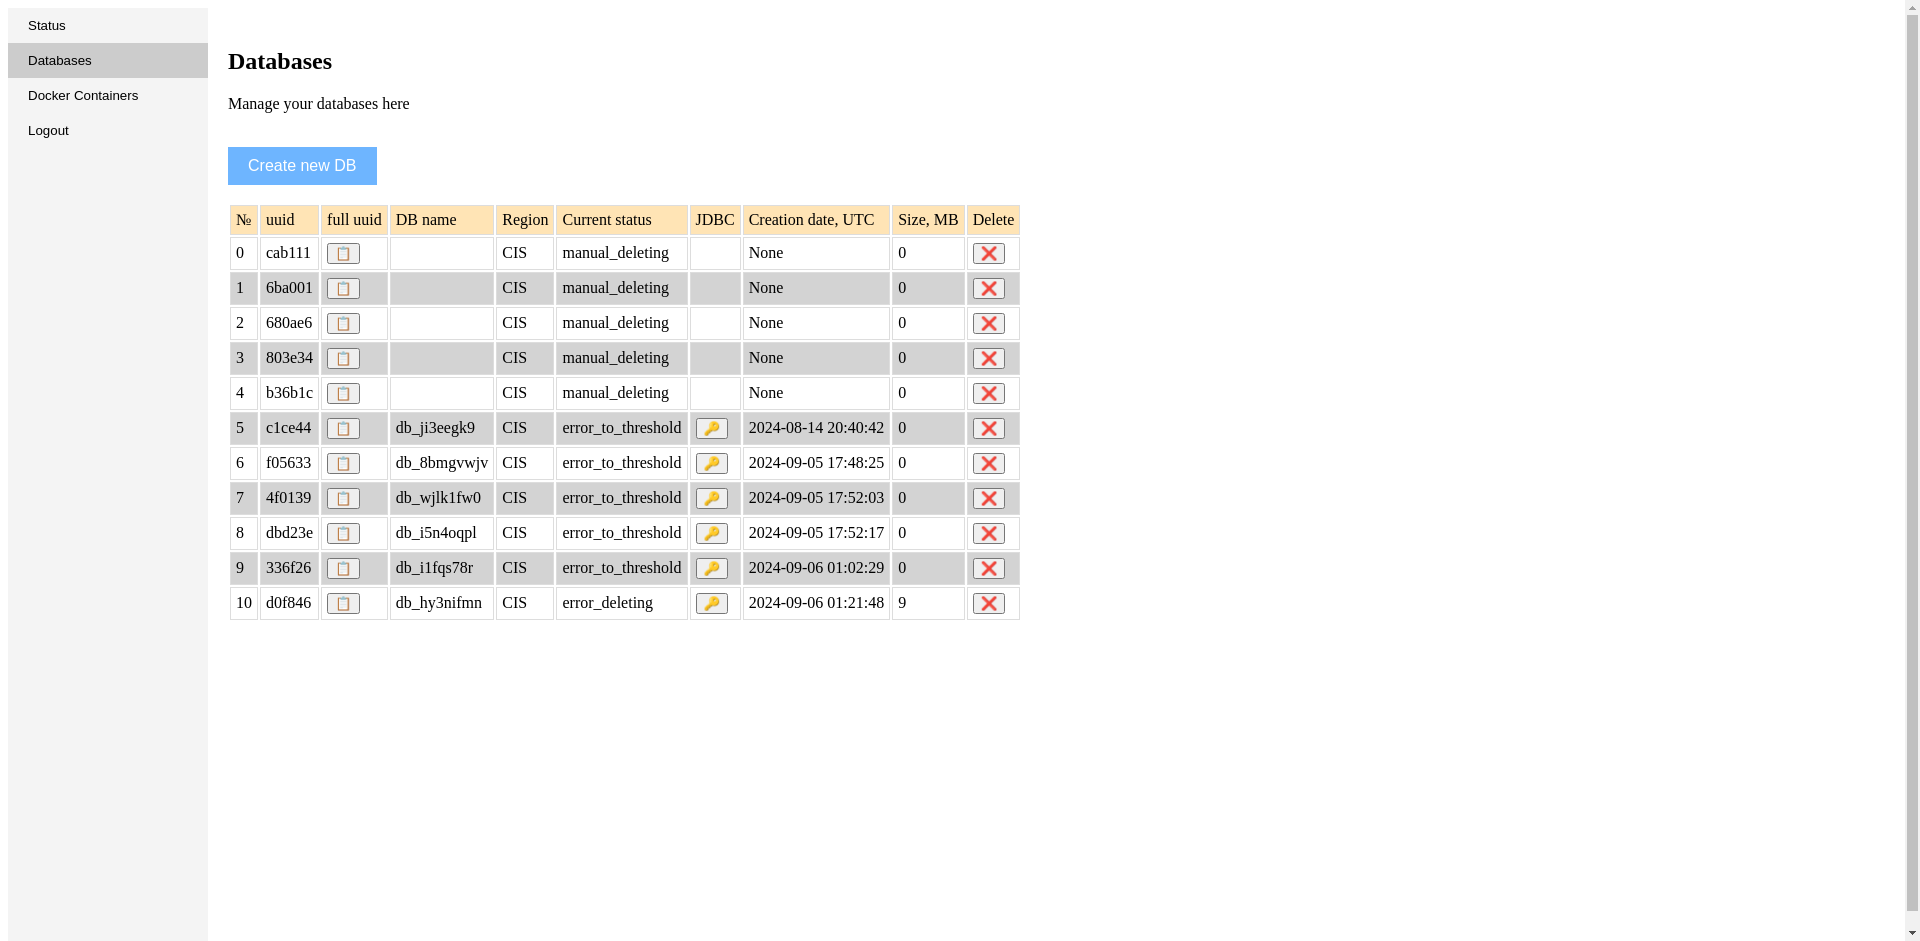 Status
Databases
Docker Containers
Logout
Databases
Manage your databases here
Create new DB
№ uuid full uuid DB name Region Current status JDBC Creation date, UTC Size, MB Delete
0 cab111 CIS manual_deleting None 0
1 6ba001 CIS manual_deleting None 0
2 680ae6 CIS manual_deleting None 0
3 803e34 CIS manual_deleting None 0
4 b36b1c CIS manual_deleting None 0
5 c1ce44 db_ji3eegk9 CIS error_to_threshold 2024-08-14 20:40:42 0
6 f05633 db_8bmgvwjv CIS error_to_threshold 2024-09-05 17:48:25 0
7 4f0139 db_wjlk1fw0 CIS error_to_threshold 2024-09-05 17:52:03 0
8 dbd23e db_i5n4oqpl CIS error_to_threshold 2024-09-05 17:52:17 0
9 336f26 db_i1fqs78r CIS error_to_threshold 2024-09-06 01:02:29 0
10 d0f846 db_hy3nifmn CIS error_deleting 2024-09-06 01:21:48 9